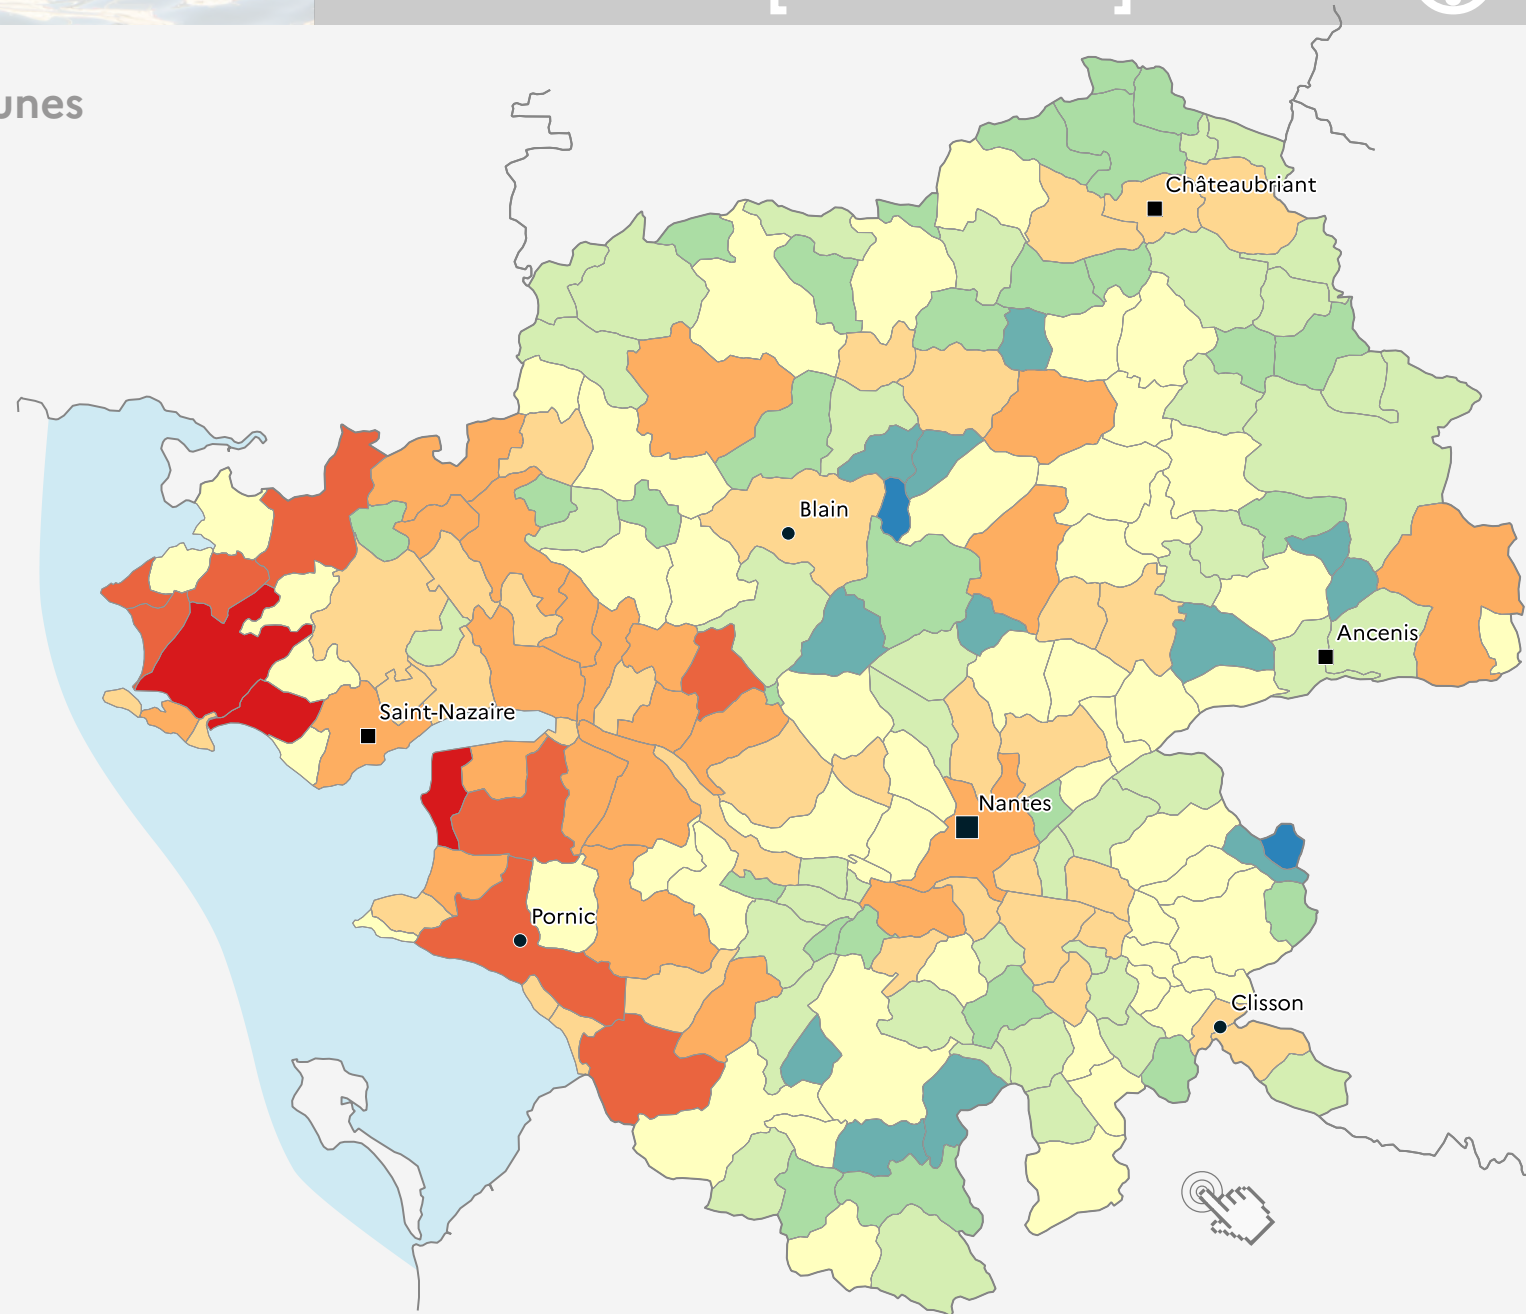 [ ]
unes
Châteaubriant
Blain
Ancenis
Saint-Nazaire
Nantes
Pornic
Clisson